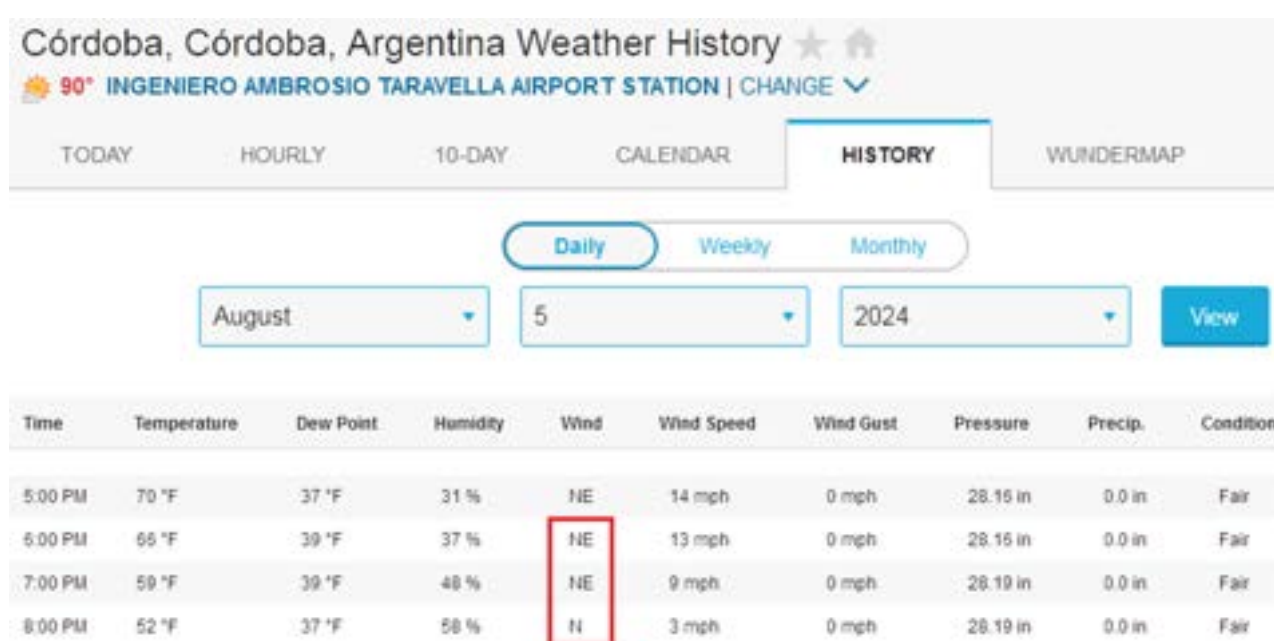 Córdoba, Córdoba, Argentina Weather History
90° INGENIERO AMBROSIO TARAVELLA AIRPORT STATION | CHANGE
TODAY HOURLY 10-DAY CALENDAR HISTORY WUNDERMAP
Daily Weekly Monthly
August 5 2024 View
Time Temperature Dew Point Humidity Wind Wind Speed Wind Gust Pressure Precip. Condition
5:00 PM 70 °F 37 °F 31 % NE 14 mph 0 mph 28.16 in 0.0 in Fair
6:00 PM 66 °F 39 °F 37 % NE 13 mph 0 mph 28.16 in 0.0 in Fair
7:00 PM 59 °F 39 °F 48 % NE 9 mph 0 mph 28.19 in 0.0 in Fair
8:00 PM 52 °F 37 °F 58 % N 3 mph 0 mph 28.19 in 0.0 in Fair